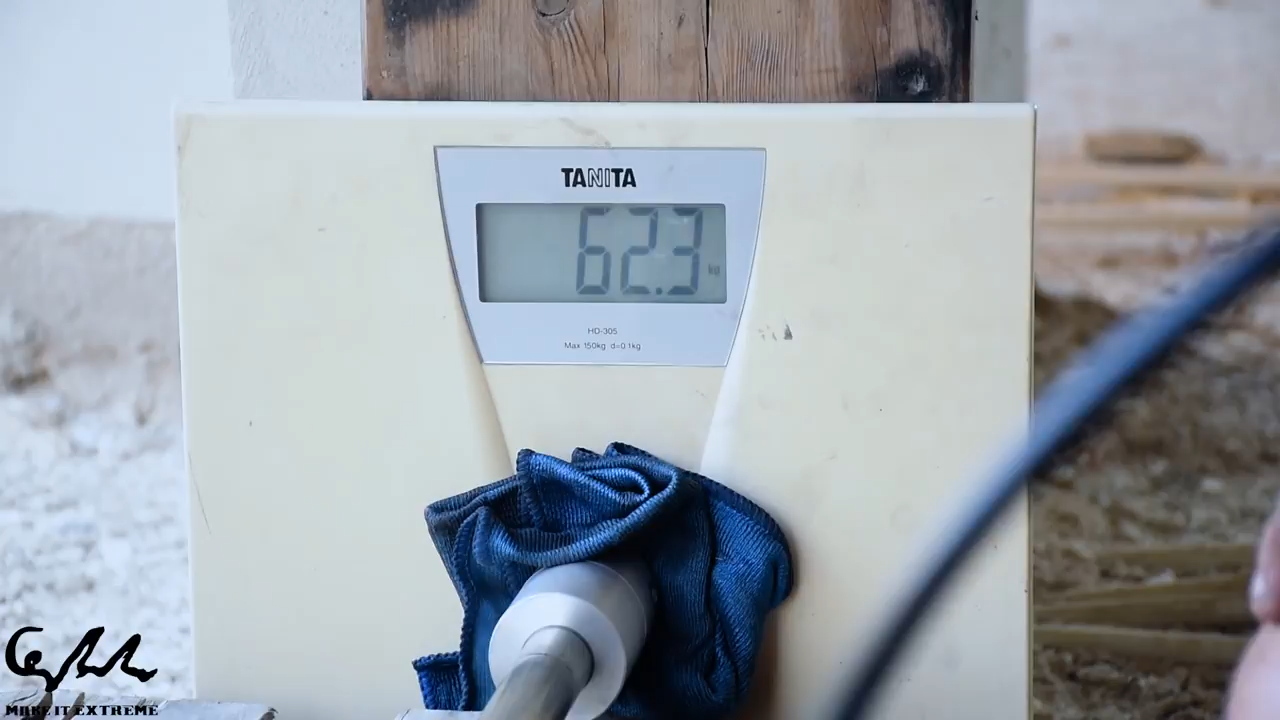 TANITA
62.3 kg
HD-305
Max 150kg d=0.1kg
MAKE IT EXTREME